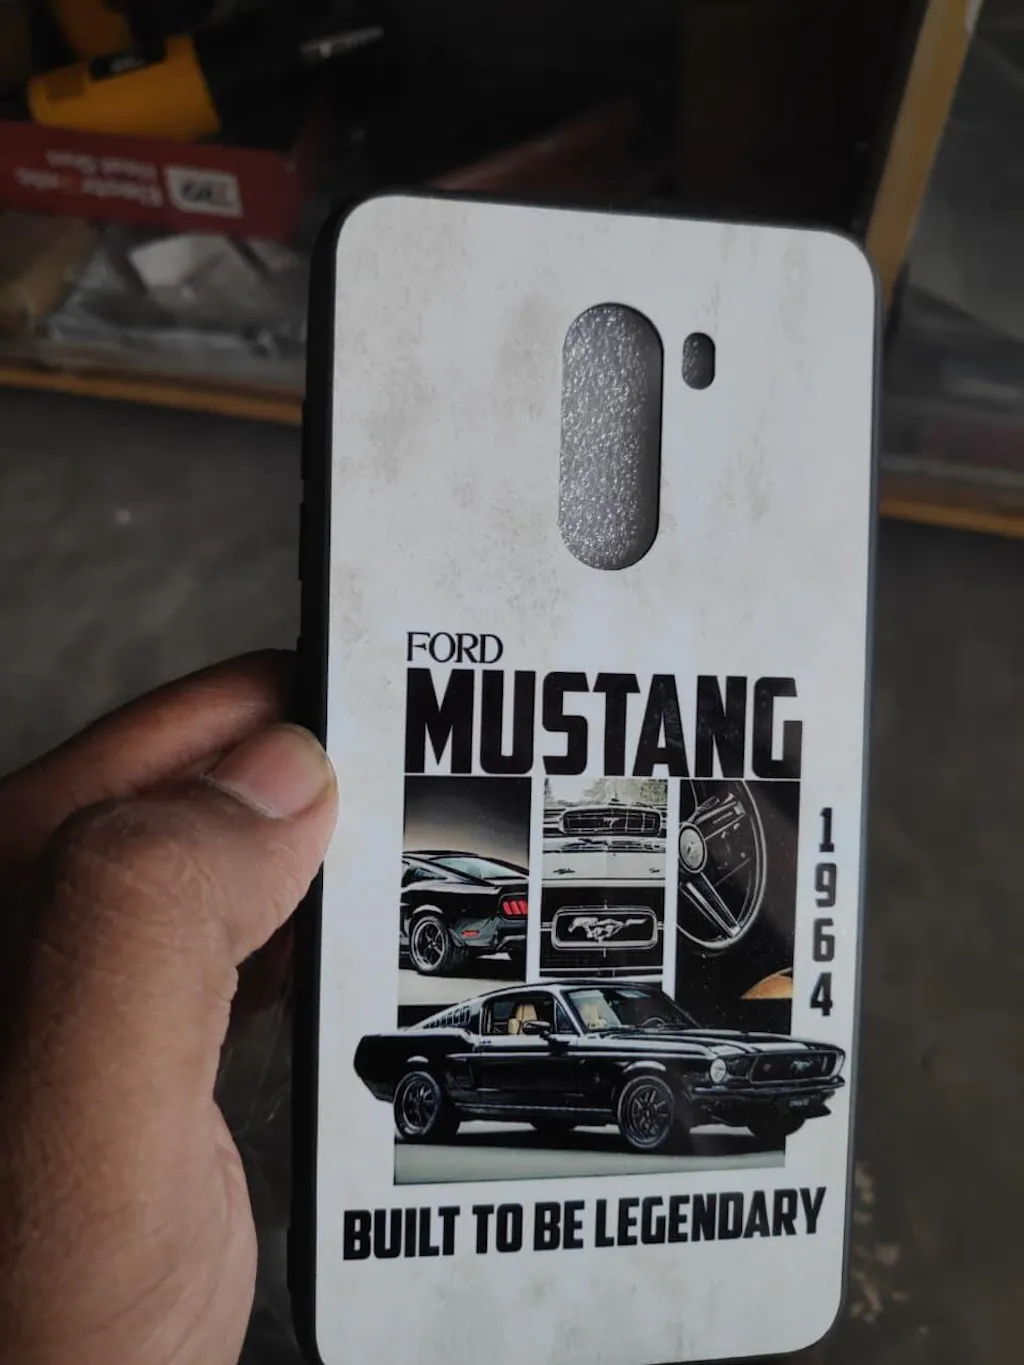 FORD
MUSTANG
1964
BUILT TO BE LEGENDARY